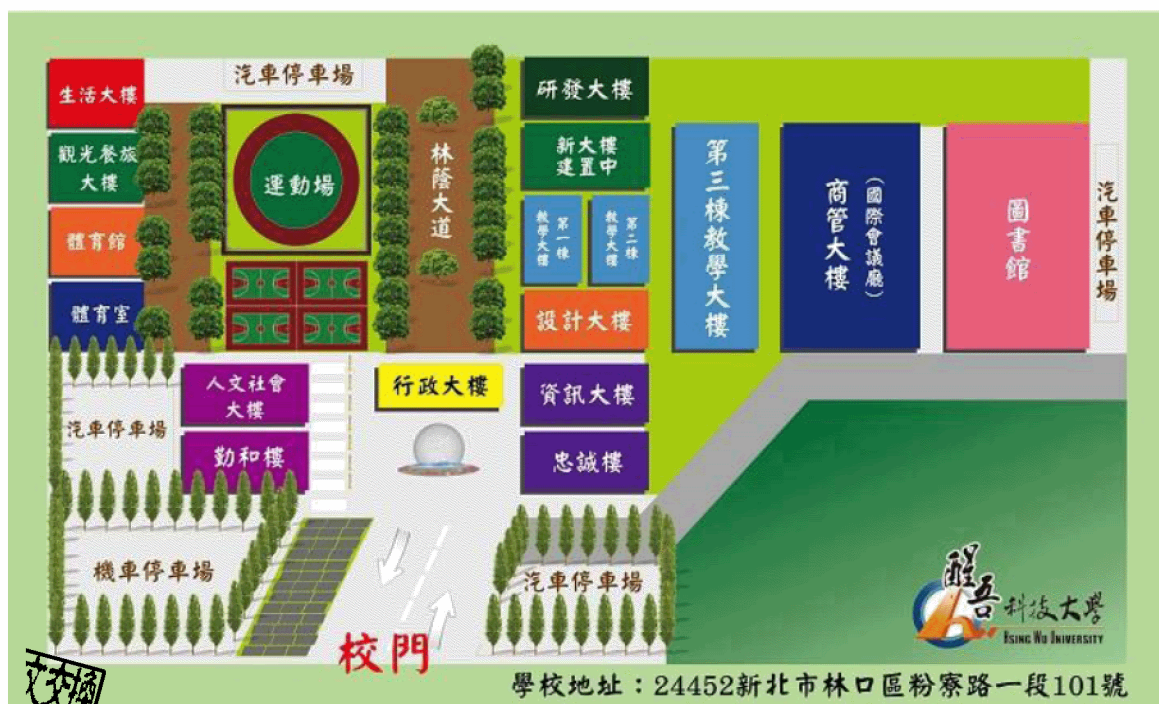 汽車停車場
生活大樓
觀光餐旅
大樓
體育館
體育室
運動場
林蔭大道
研發大樓
新大樓
建置中
第一棟
教學大樓
第二棟
教學大樓
設計大樓
第三棟教學大樓
(國際會議廳)
商管大樓
圖書館
汽車停車場
人文社會
大樓
行政大樓
資訊大樓
汽車停車場
勤和樓
忠誠樓
機車停車場
汽車停車場
校門
醒吾
科技大學
HSING WU UNIVERSITY
學校地址：24452新北市林口區粉寮路一段101號